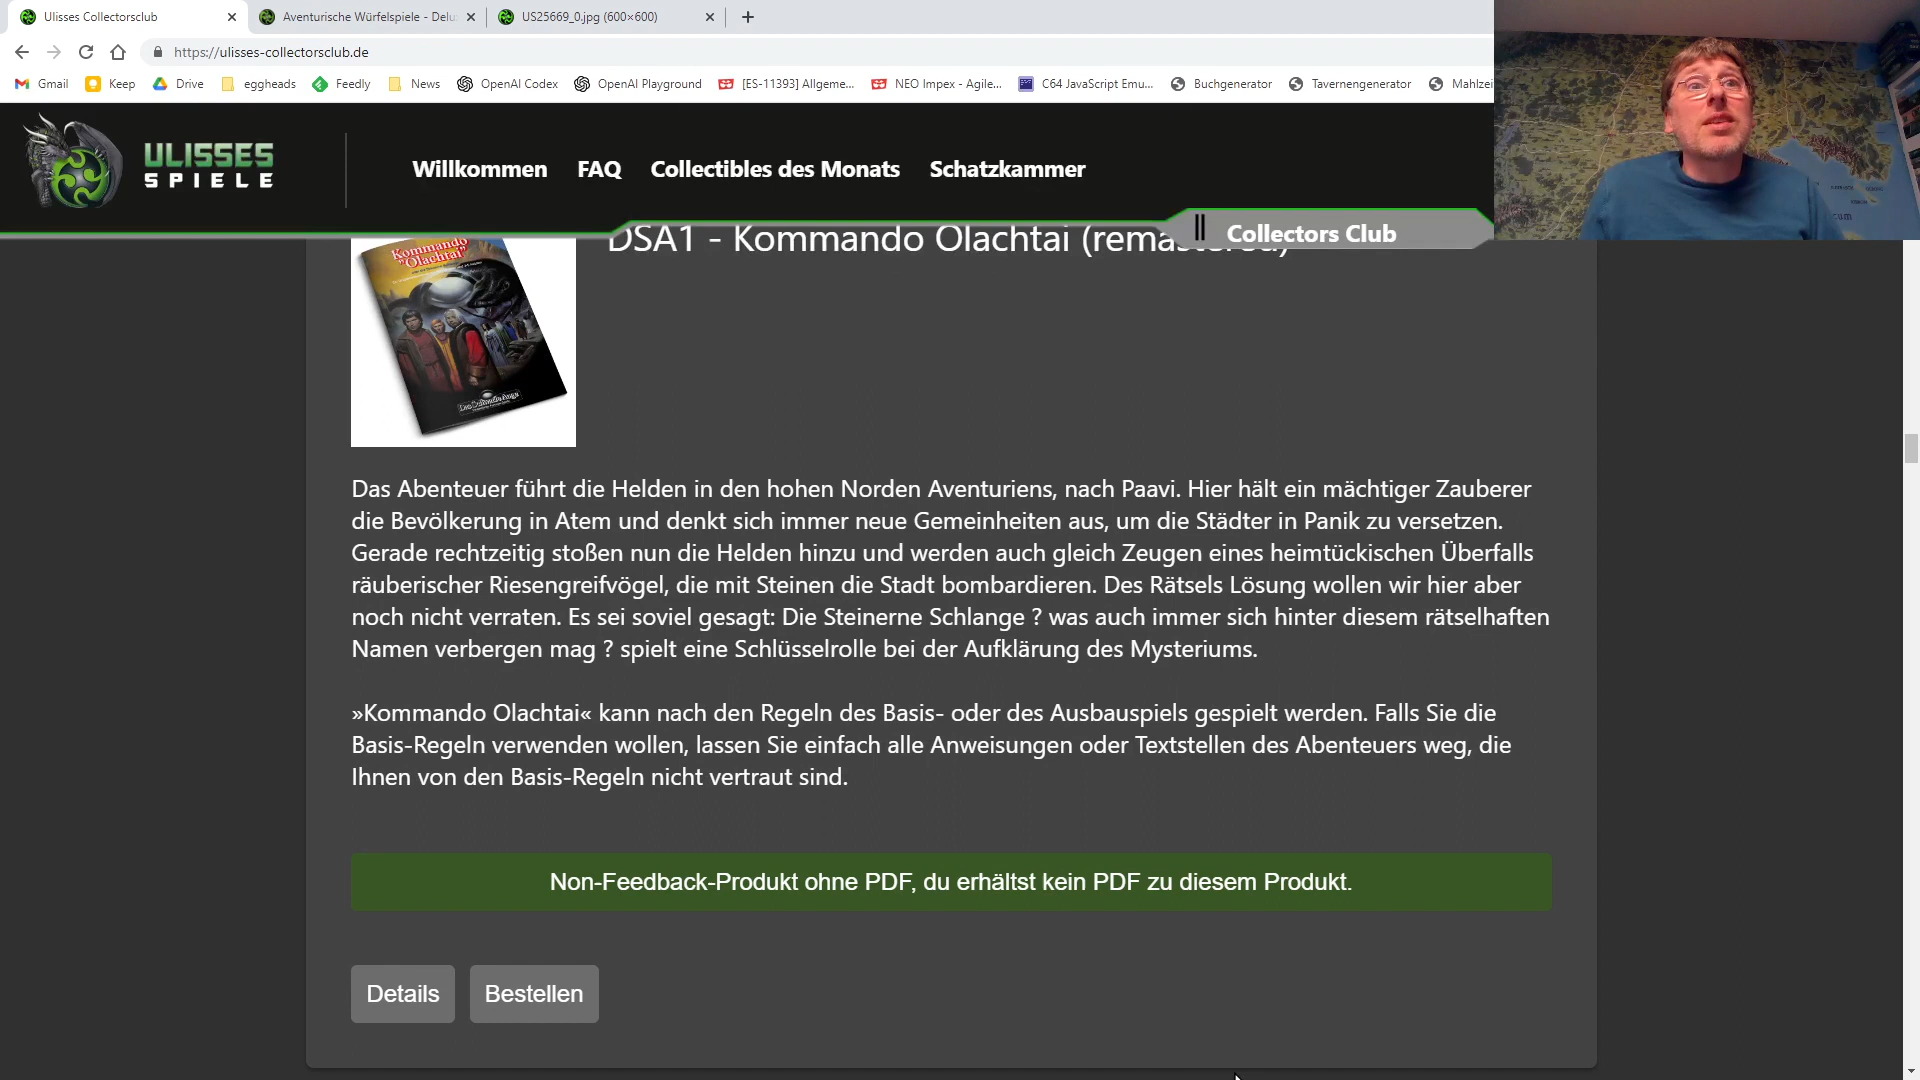 Ulisses Collectorsclub
Aventurische Würfelspiele - Delu
US25669_0.jpg (600×600)
https://ulisses-collectorsclub.de
Gmail
Keep
Drive
eggheads
Feedly
News
OpenAI Codex
OpenAI Playground
[ES-11393] Allgeme...
NEO Impex - Agile...
C64 JavaScript Emu...
Buchgenerator
Tavernengenerator
Mahlzei
ULISSES
SPIELE
Willkommen
FAQ
Collectibles des Monats
Schatzkammer
Collectors Club
DSA1 - Kommando Olachtai (remastered)
Kommando
"Olachtai"
Das Abenteuer führt die Helden in den hohen Norden Aventuriens, nach Paavi. Hier hält ein mächtiger Zauberer
die Bevölkerung in Atem und denkt sich immer neue Gemeinheiten aus, um die Städter in Panik zu versetzen.
Gerade rechtzeitig stoßen nun die Helden hinzu und werden auch gleich Zeugen eines heimtückischen Überfalls
räuberischer Riesengreifvögel, die mit Steinen die Stadt bombardieren. Des Rätsels Lösung wollen wir hier aber
noch nicht verraten. Es sei soviel gesagt: Die Steinerne Schlange ? was auch immer sich hinter diesem rätselhaften
Namen verbergen mag ? spielt eine Schlüsselrolle bei der Aufklärung des Mysteriums.
»Kommando Olachtai« kann nach den Regeln des Basis- oder des Ausbauspiels gespielt werden. Falls Sie die
Basis-Regeln verwenden wollen, lassen Sie einfach alle Anweisungen oder Textstellen des Abenteuers weg, die
Ihnen von den Basis-Regeln nicht vertraut sind.
Non-Feedback-Produkt ohne PDF, du erhältst kein PDF zu diesem Produkt.
Details
Bestellen